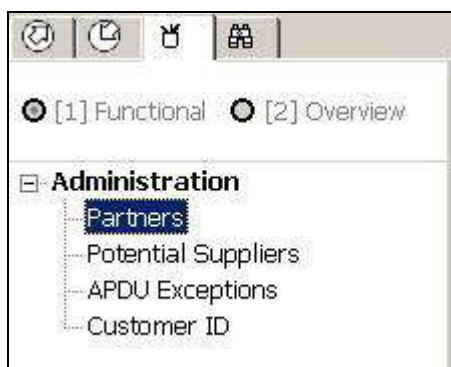 [1] Functional [2] Overview
Administration
Partners
Potential Suppliers
APDU Exceptions
Customer ID